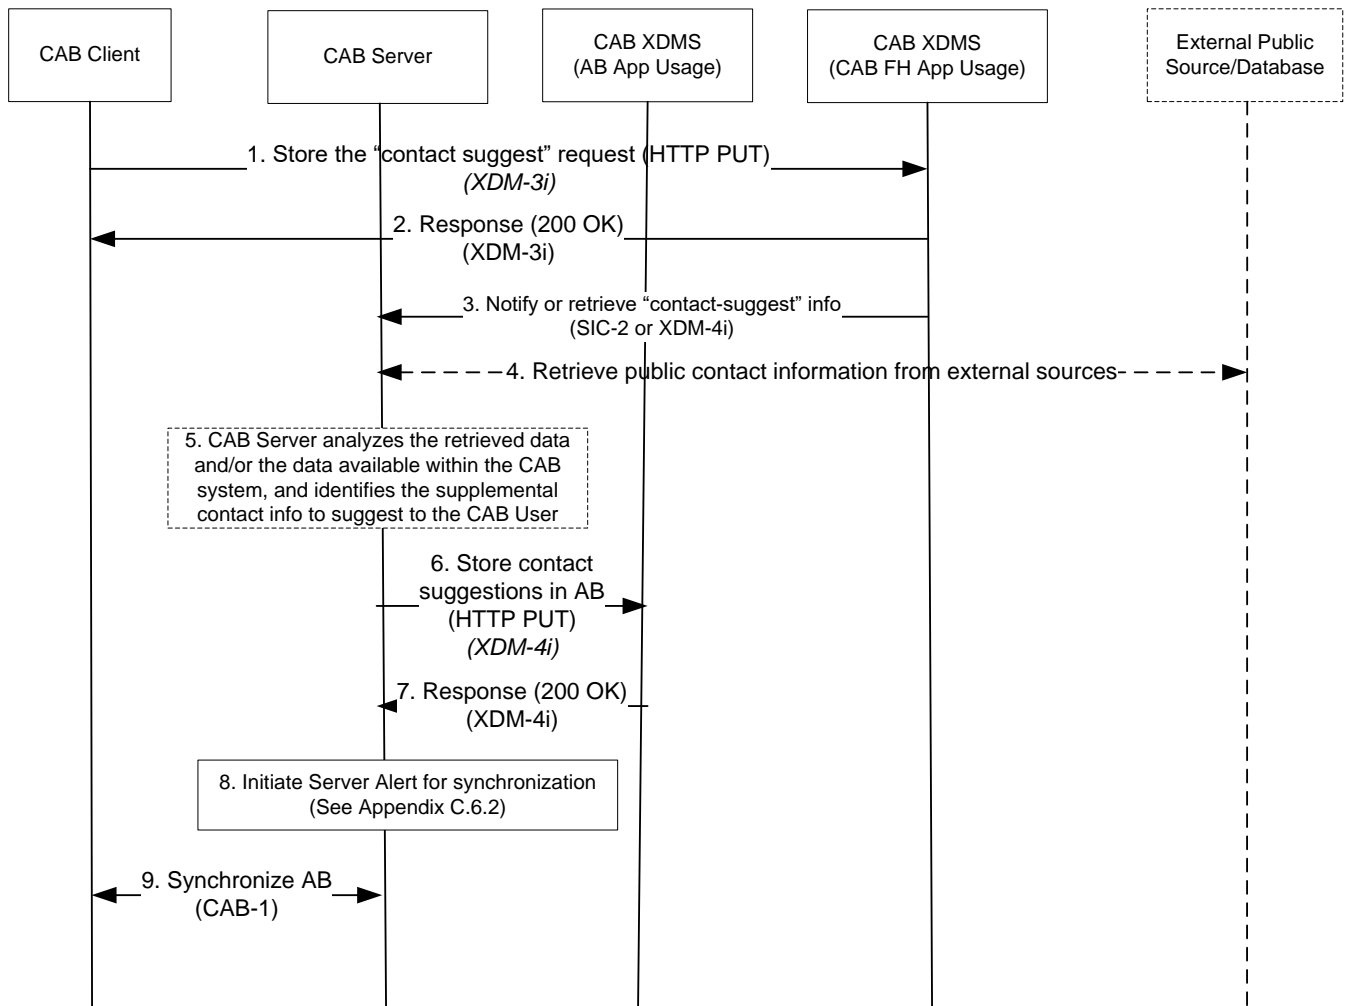 CAB Client
CAB Server
CAB XDMS
(AB App Usage)
CAB XDMS
(CAB FH App Usage)
External Public
Source/Database
1. Store the “contact suggest” request (HTTP PUT)
(XDM-3i)
2. Response (200 OK)
(XDM-3i)
3. Notify or retrieve “contact-suggest” info
(SIC-2 or XDM-4i)
4. Retrieve public contact information from external sources
5. CAB Server analyzes the retrieved data
and/or the data available within the CAB
system, and identifies the supplemental
contact info to suggest to the CAB User
6. Store contact
suggestions in AB
(HTTP PUT)
(XDM-4i)
7. Response (200 OK)
(XDM-4i)
8. Initiate Server Alert for synchronization
(See Appendix C.6.2)
9. Synchronize AB
(CAB-1)